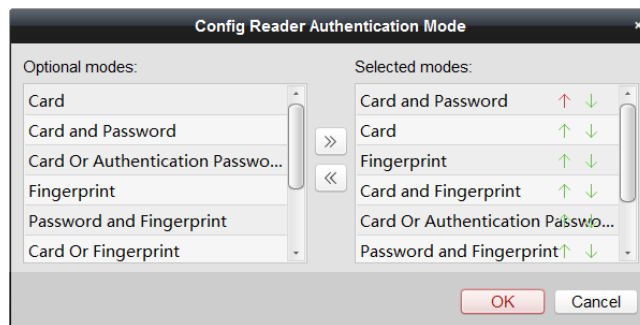 Config Reader Authentication Mode
Optional modes:
Card
Card and Password
Card Or Authentication Passwo...
Fingerprint
Password and Fingerprint
Card Or Fingerprint
Selected modes:
Card and Password
Card
Fingerprint
Card and Fingerprint
Card Or Authentication Passwo...
Password and Fingerprint
OK
Cancel